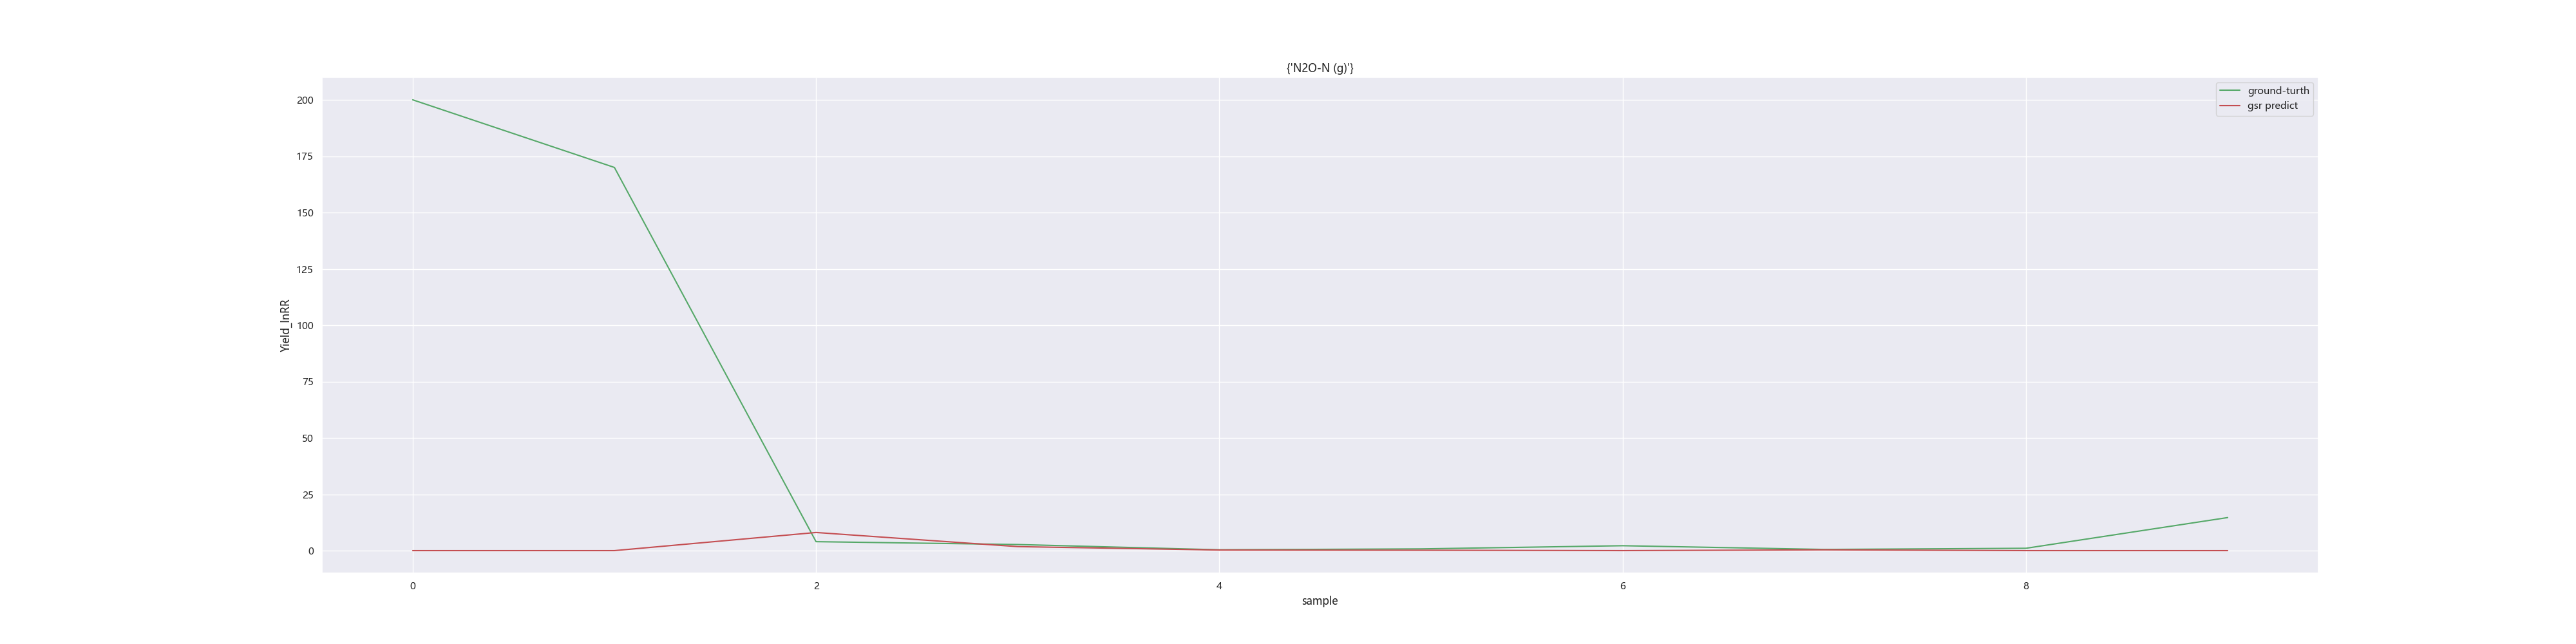 {'N2O-N (g)'}
ground-turth
gsr predict
200
175
150
125
100
75
50
25
0
Yield_lnRR
0 2 4 6 8
sample